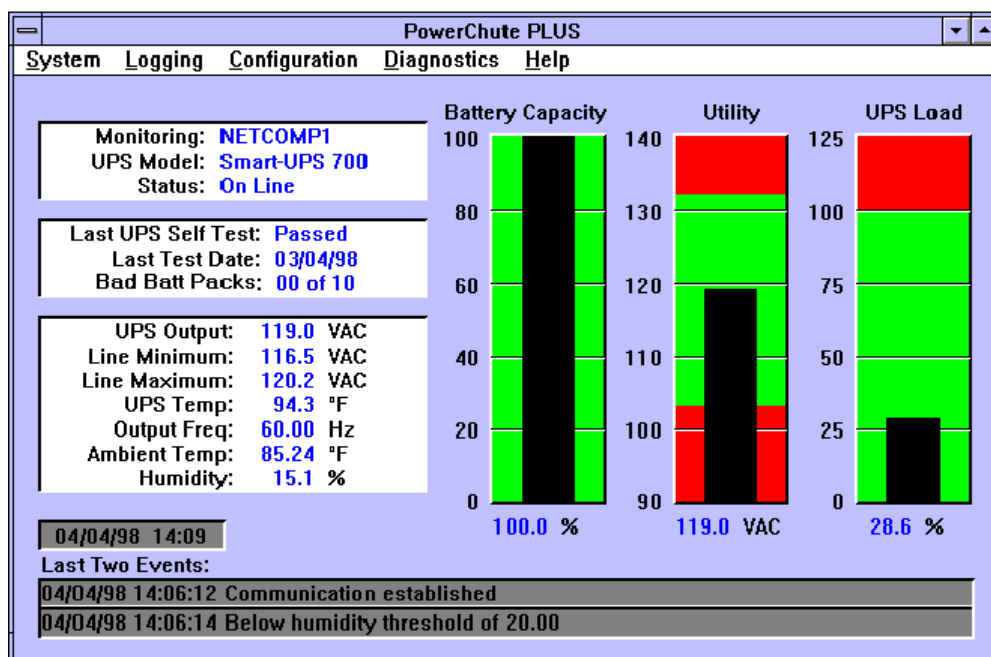 PowerChute PLUS
System Logging Configuration Diagnostics Help
Monitoring: NETCOMP1
UPS Model: Smart-UPS 700
Status: On Line
Last UPS Self Test: Passed
Last Test Date: 03/04/98
Bad Batt Packs: 00 of 10
UPS Output: 119.0 VAC
Line Minimum: 116.5 VAC
Line Maximum: 120.2 VAC
UPS Temp: 94.3 °F
Output Freq: 60.00 Hz
Ambient Temp: 85.24 °F
Humidity: 15.1 %
Battery Capacity
100
80
60
40
20
0
100.0 %
Utility
140
130
120
110
100
90
119.0 VAC
UPS Load
125
100
75
50
25
0
28.6 %
04/04/98 14:09
Last Two Events:
04/04/98 14:06:12 Communication established
04/04/98 14:06:14 Below humidity threshold of 20.00